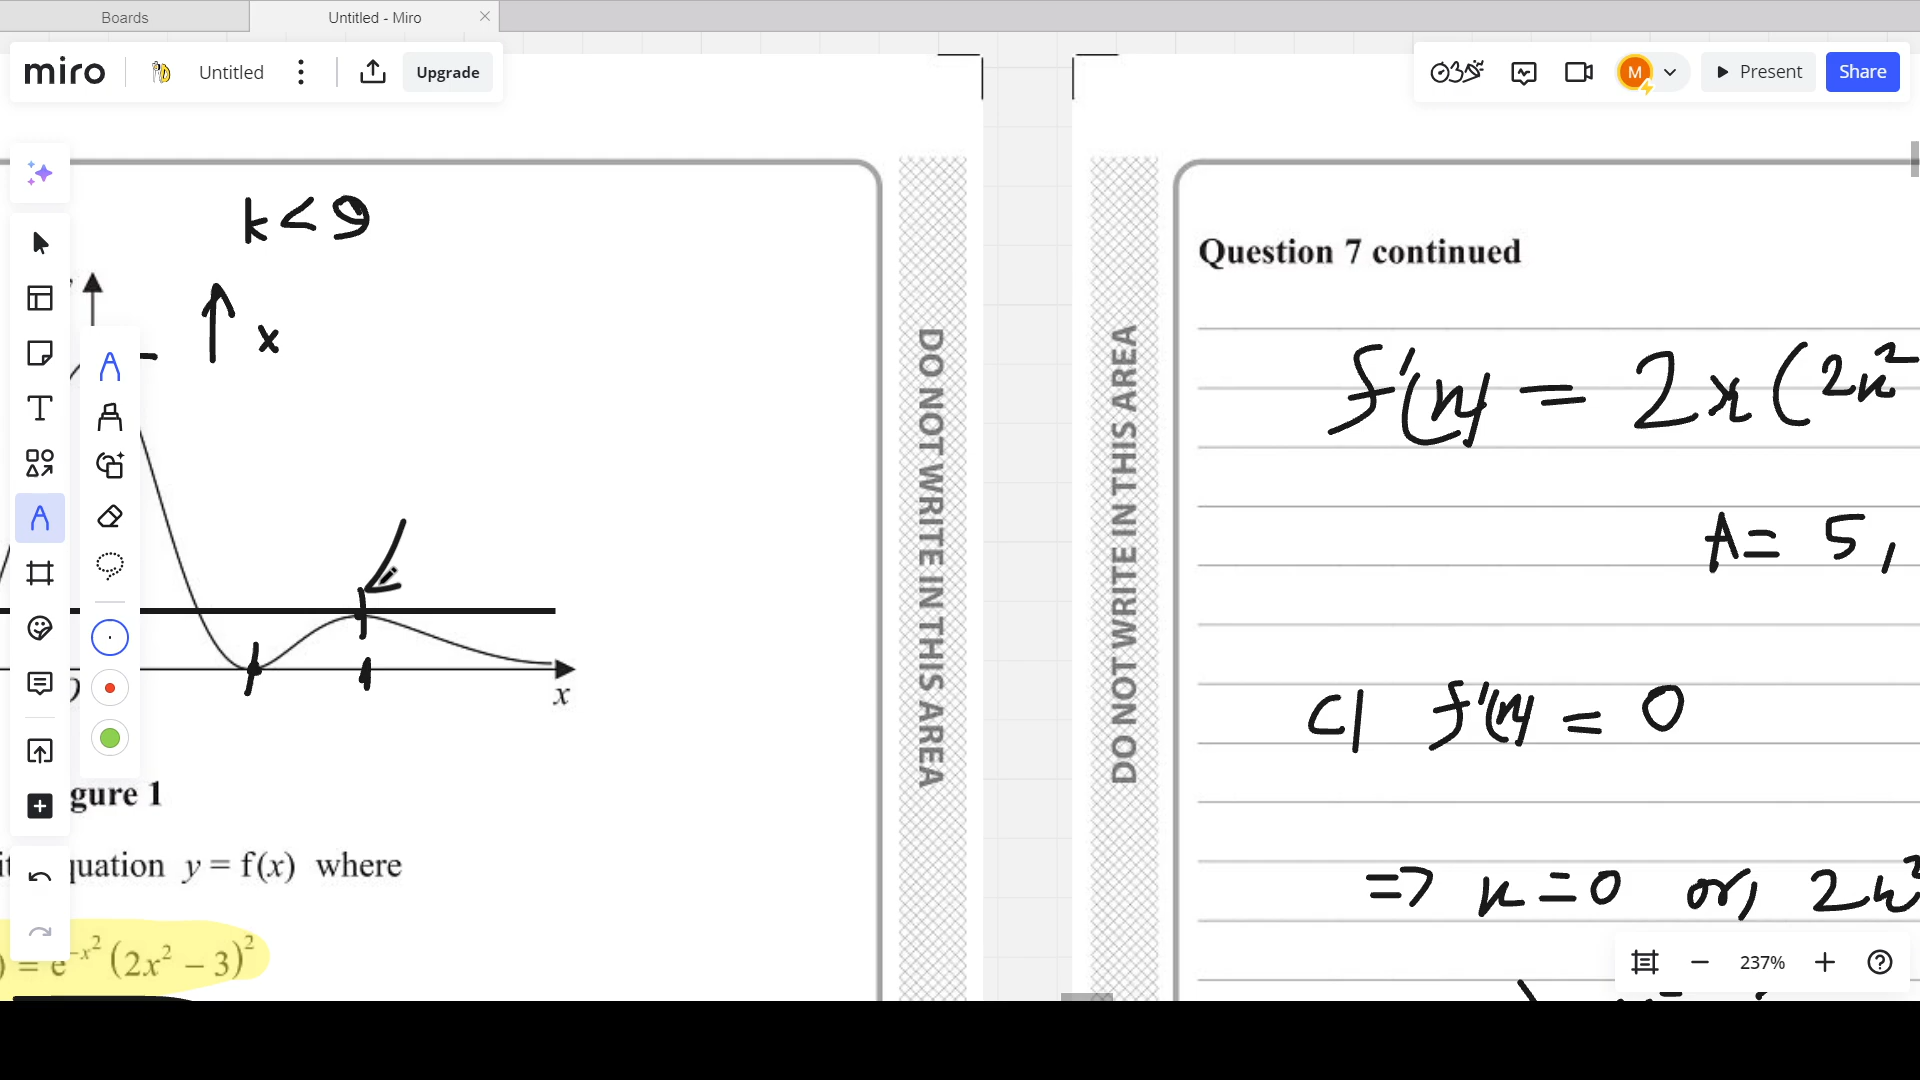 Boards
Untitled - Miro
miro
Untitled
Upgrade
M
Present
Share
k < 9
x
x
gure 1
quation y = f(x) where
) = e^{-x^2} (2x^2 - 3)^2
DO NOT WRITE IN THIS AREA
DO NOT WRITE IN THIS AREA
Question 7 continued
f'(x) = 2x(2x^2
A = 5,
c) f'(x) = 0
=> x = 0 or, 2x^2
237%